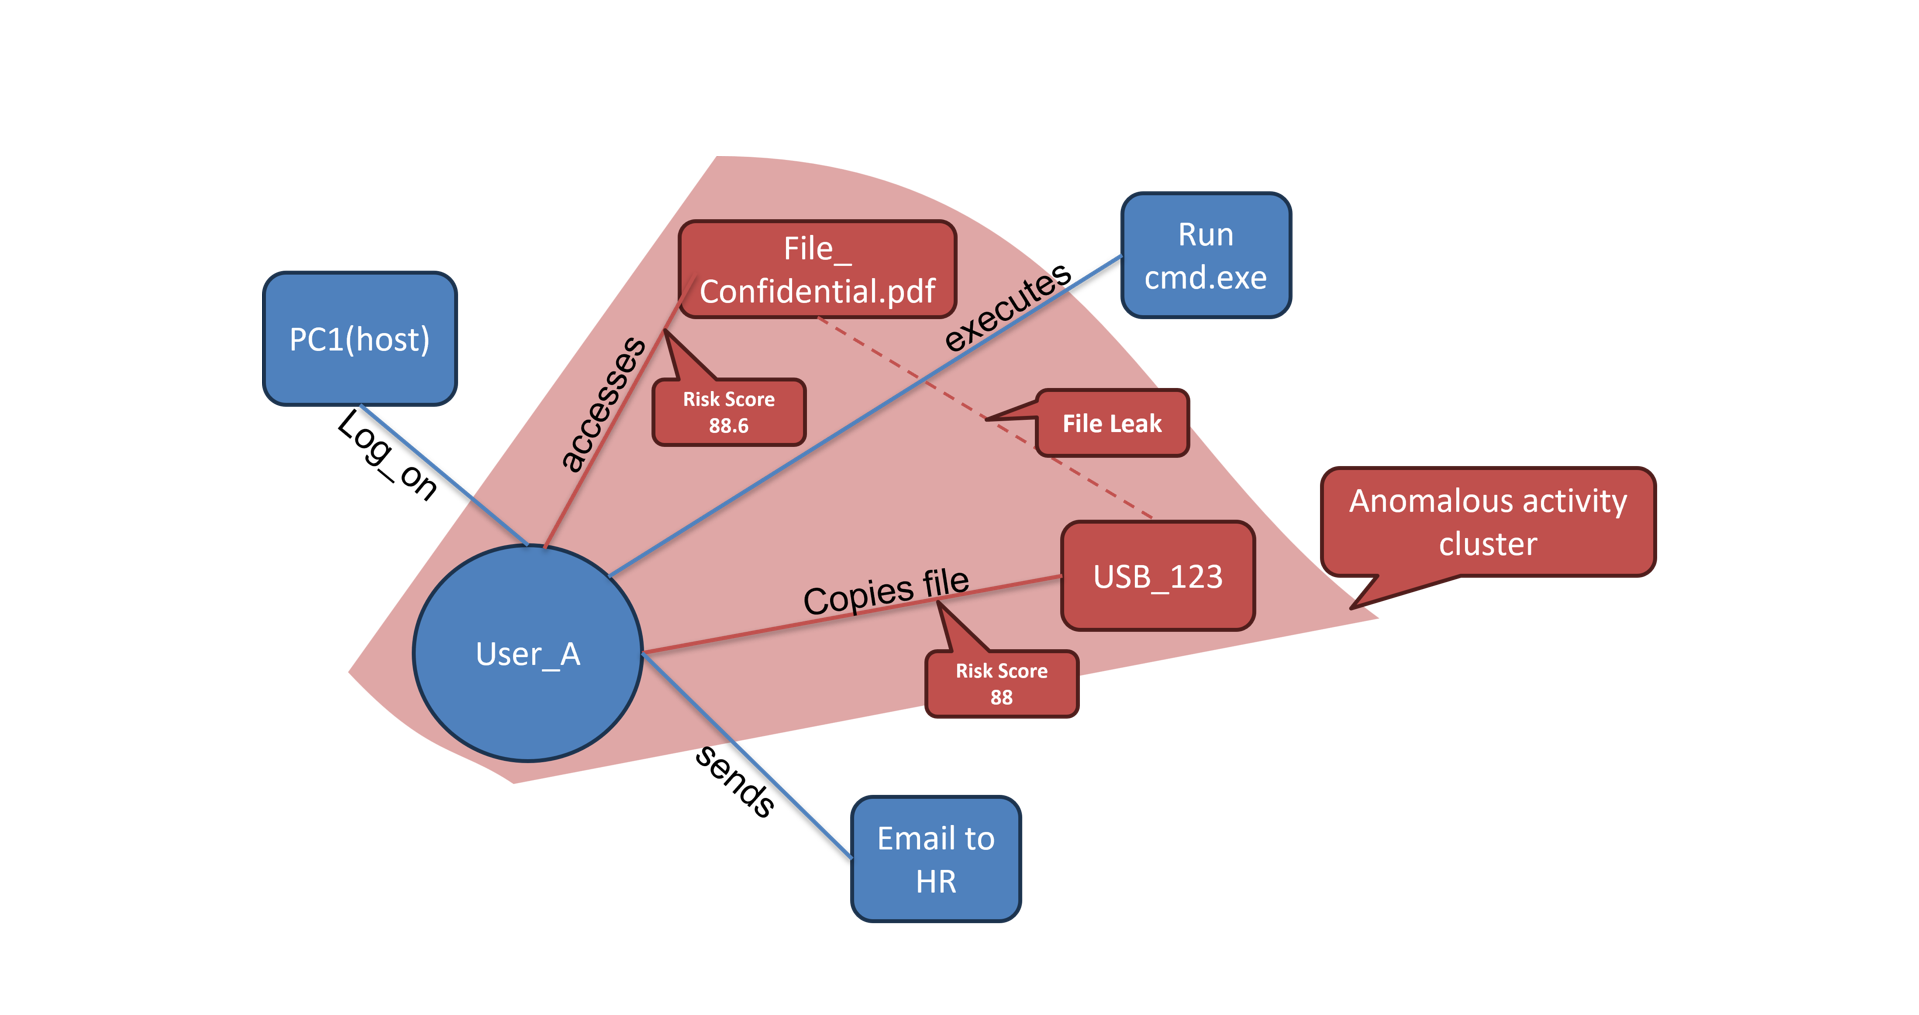 File_
Confidential.pdf
Run
cmd.exe
PC1(host)
executes
accesses
Risk Score
88.6
File Leak
Log_on
Anomalous activity
cluster
USB_123
Copies file
User_A
Risk Score
88
sends
Email to
HR